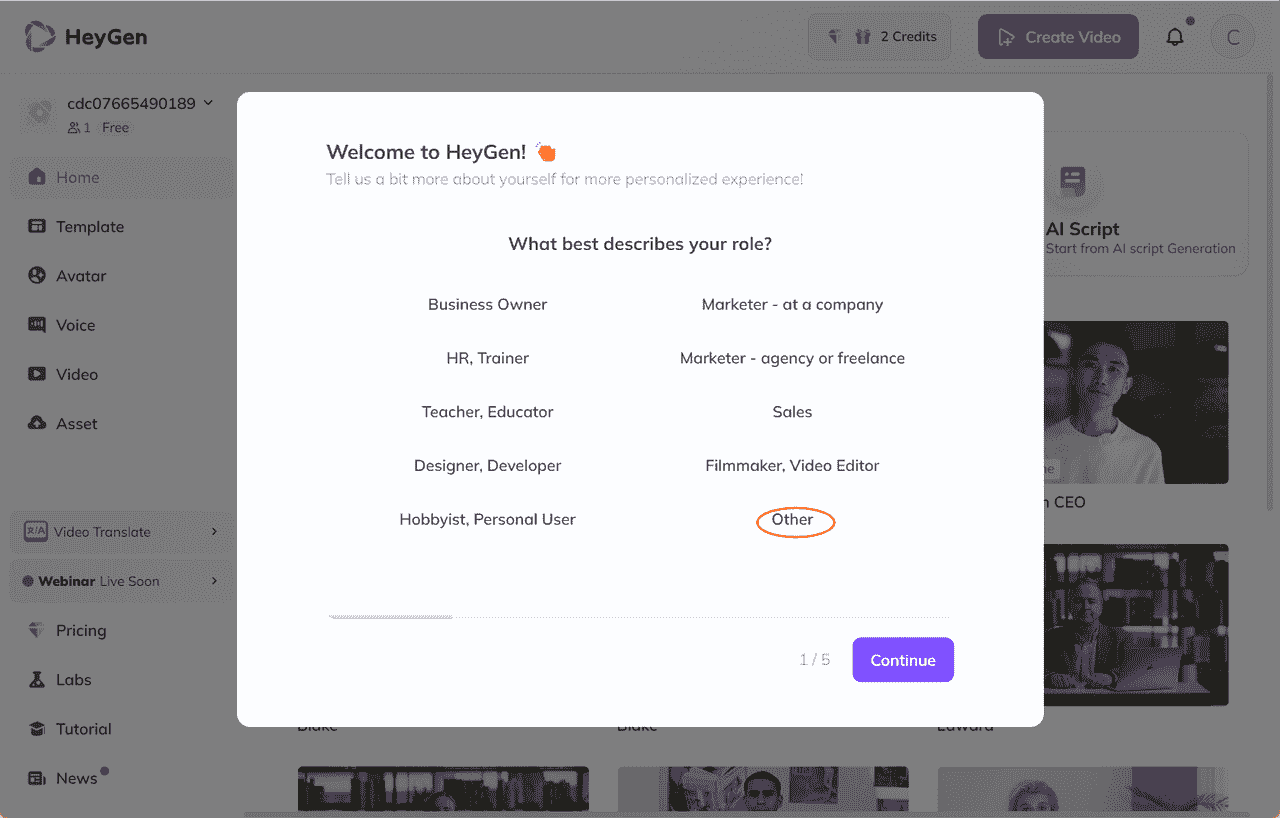 HeyGen
2 Credits
Create Video
C
cdc07665490189
1 Free
Home
Template
Avatar
Voice
Video
Asset
Video Translate
Webinar Live Soon
Pricing
Labs
Tutorial
News
Welcome to HeyGen!
Tell us a bit more about yourself for more personalized experience!
What best describes your role?
Business Owner
Marketer - at a company
HR, Trainer
Marketer - agency or freelance
Teacher, Educator
Sales
Designer, Developer
Filmmaker, Video Editor
Hobbyist, Personal User
Other
1 / 5
Continue
AI Script
Start from AI script Generation
CEO
Blake
Blake
Edward